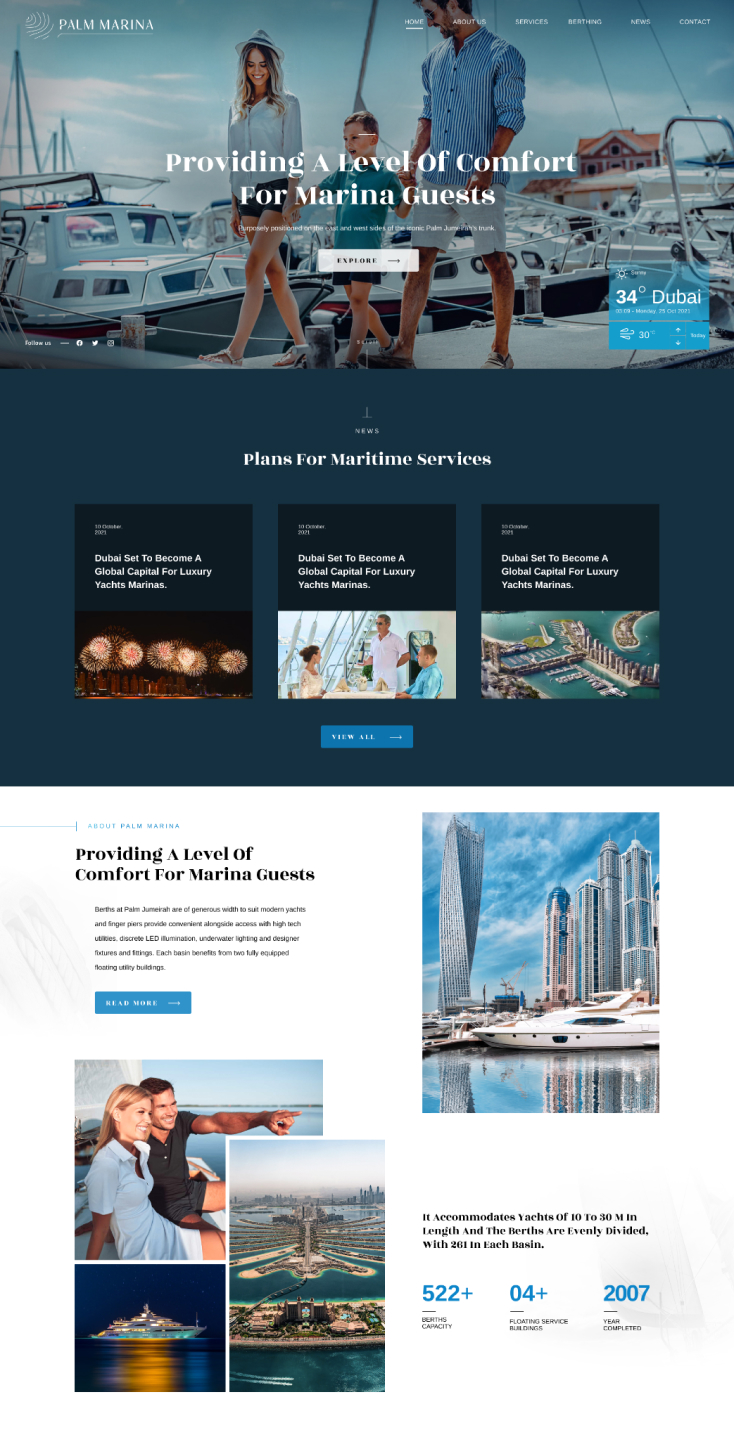 PALM MARINA
HOME
ABOUT US
SERVICES
BERTHING
NEWS
CONTACT
Providing A Level Of Comfort
For Marina Guests
Purposely positioned on the east and west sides of the iconic Palm Jumeirah's trunk.
EXPLORE
Sunny
34° Dubai
03:09 - Monday, 25 Oct 2021
30°C
Today
Follow us
NEWS
Plans For Maritime Services
10 October.
2021
Dubai Set To Become A
Global Capital For Luxury
Yachts Marinas.
10 October.
2021
Dubai Set To Become A
Global Capital For Luxury
Yachts Marinas.
10 October.
2021
Dubai Set To Become A
Global Capital For Luxury
Yachts Marinas.
VIEW ALL
ABOUT PALM MARINA
Providing A Level Of
Comfort For Marina Guests
Berths at Palm Jumeirah are of generous width to suit modern yachts
and finger piers provide convenient alongside access with high tech
utilities, discrete LED illumination, underwater lighting and designer
fixtures and fittings. Each basin benefits from two fully equipped
floating utility buildings.
READ MORE
It Accommodates Yachts Of 10 To 30 M In
Length And The Berths Are Evenly Divided,
With 261 In Each Basin.
522+
BERTHS
CAPACITY
04+
FLOATING SERVICE
BUILDINGS
2007
YEAR
COMPLETED